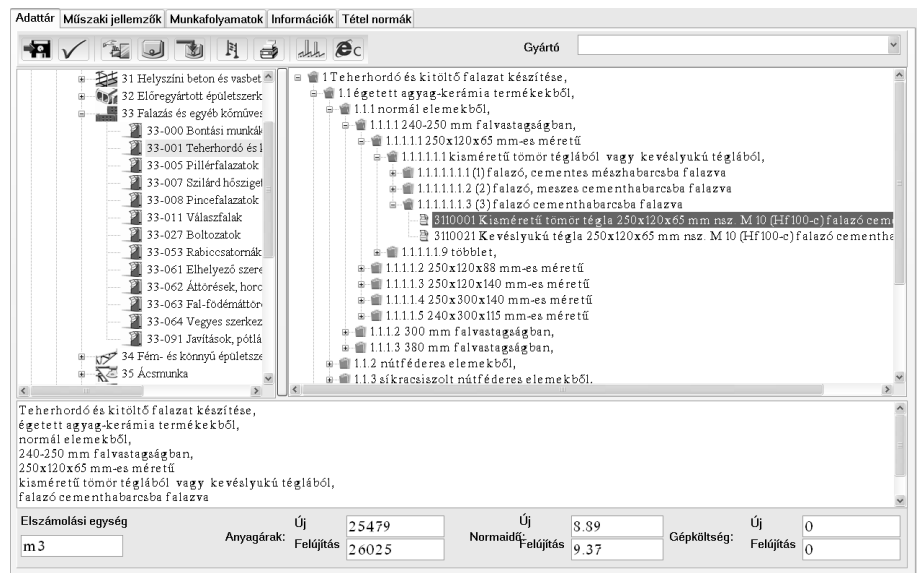 Adattár Műszaki jellemzők Munkafolyamatok Információk Tétel normák
Gyártó
31 Helyszíni beton és vasbet
32 Előregyártott épületszerk
33 Falazás és egyéb kőműves
33-000 Bontási munkák
33-001 Teherhordó és k
33-005 Pillérfalazatok
33-007 Szilárd hősziget
33-008 Pincefalazatok
33-011 Válaszfalak
33-027 Boltozatok
33-053 Rabiccsatornák
33-061 Elhelyező szere
33-062 Áttörések, horo
33-063 Fal-födémáttör
33-064 Vegyes szerkez
33-091 Javítások, pótlá
34 Fém- és könnyű épületsze
35 Ácsmunka
1 Teherhordó és kitöltő falazat készítése,
1.1 égetett agyag-kerámia termékekből,
1.1.1 normál elemekből,
1.1.1.1 240-250 mm falvastagságban,
1.1.1.1.1 250x120x65 mm-es méretű
1.1.1.1.1.1 kisméretű tömör téglából vagy kevéslyukú téglából,
1.1.1.1.1.1.1 (1) falazó, cementes mészhabarcsba falazva
1.1.1.1.1.1.2 (2) falazó, meszes cementhabarcsba falazva
1.1.1.1.1.1.3 (3) falazó cementhabarcsba falazva
3110001 Kisméretű tömör tégla 250x120x65 mm nsz. M 10 (Hf100-c) falazó cem
3110021 Kevéslyukú tégla 250x120x65 mm nsz. M 10 (Hf100-c) falazó cementha
1.1.1.1.1.9 többlet,
1.1.1.1.2 250x120x88 mm-es méretű
1.1.1.1.3 250x120x140 mm-es méretű
1.1.1.1.4 250x300x140 mm-es méretű
1.1.1.1.5 240x300x115 mm-es méretű
1.1.1.2 300 mm falvastagságban,
1.1.1.3 380 mm falvastagságban,
1.1.2 nútféderes elemekből,
1.1.3 síkracsiszolt nútféderes elemekből,
Teherhordó és kitöltő falazat készítése,
égetett agyag-kerámia termékekből,
normál elemekből,
240-250 mm falvastagságban,
250x120x65 mm-es méretű
kisméretű tömör téglából vagy kevéslyukú téglából,
falazó cementhabarcsba falazva
Elszámolási egység
m3
Anyagárak:
Új 25479
Felújítás 26025
Normaidő:
Új 8.89
Felújítás 9.37
Gépköltség:
Új 0
Felújítás 0